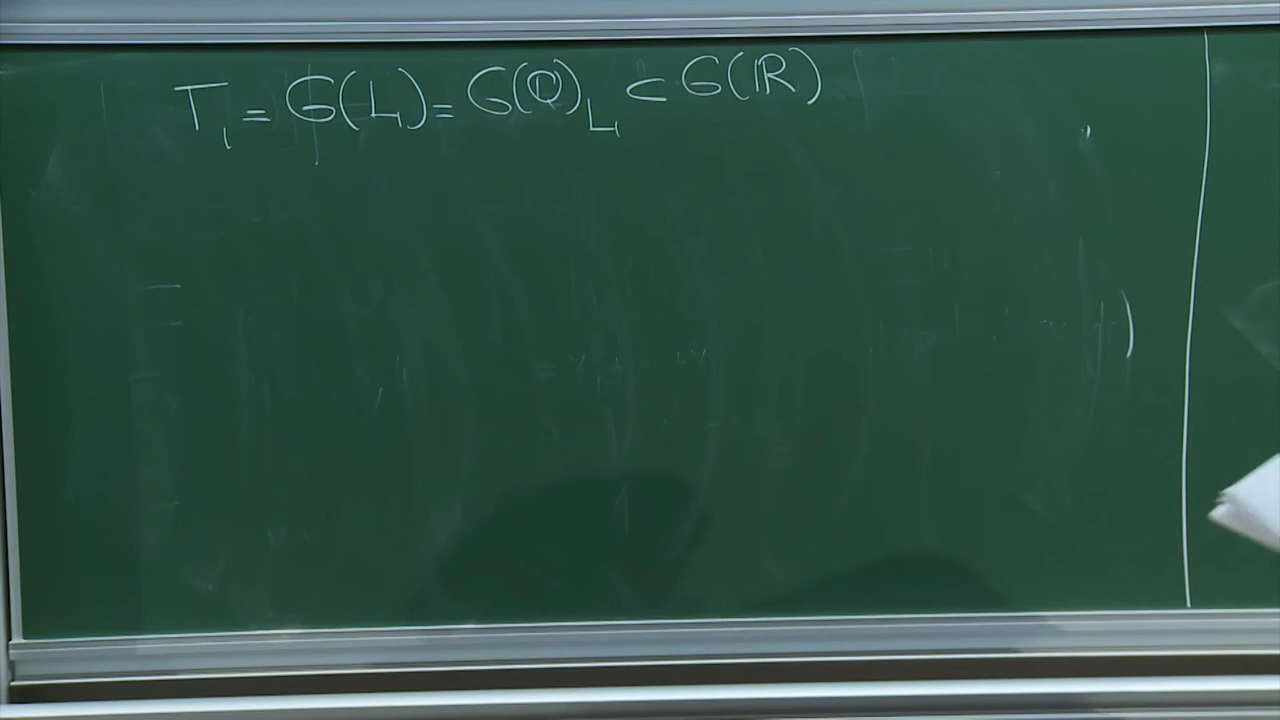 T₁ = G(L) = G(ℚ)_L ⊂ G(ℝ)